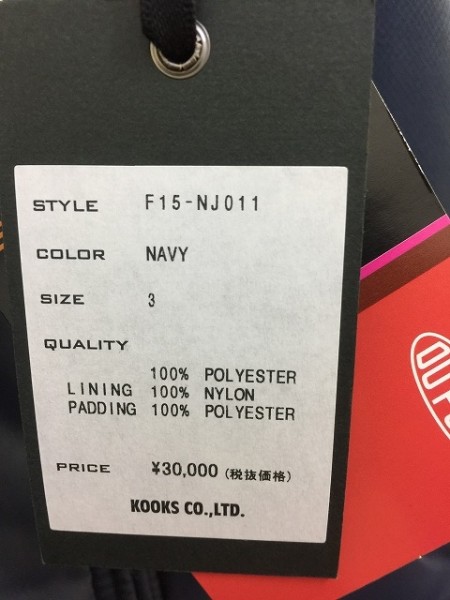 STYLE F15-NJ011
COLOR NAVY
SIZE 3
QUALITY
100% POLYESTER
LINING 100% NYLON
PADDING 100% POLYESTER
PRICE ¥30,000 (税抜価格)
KOOKS CO.,LTD.